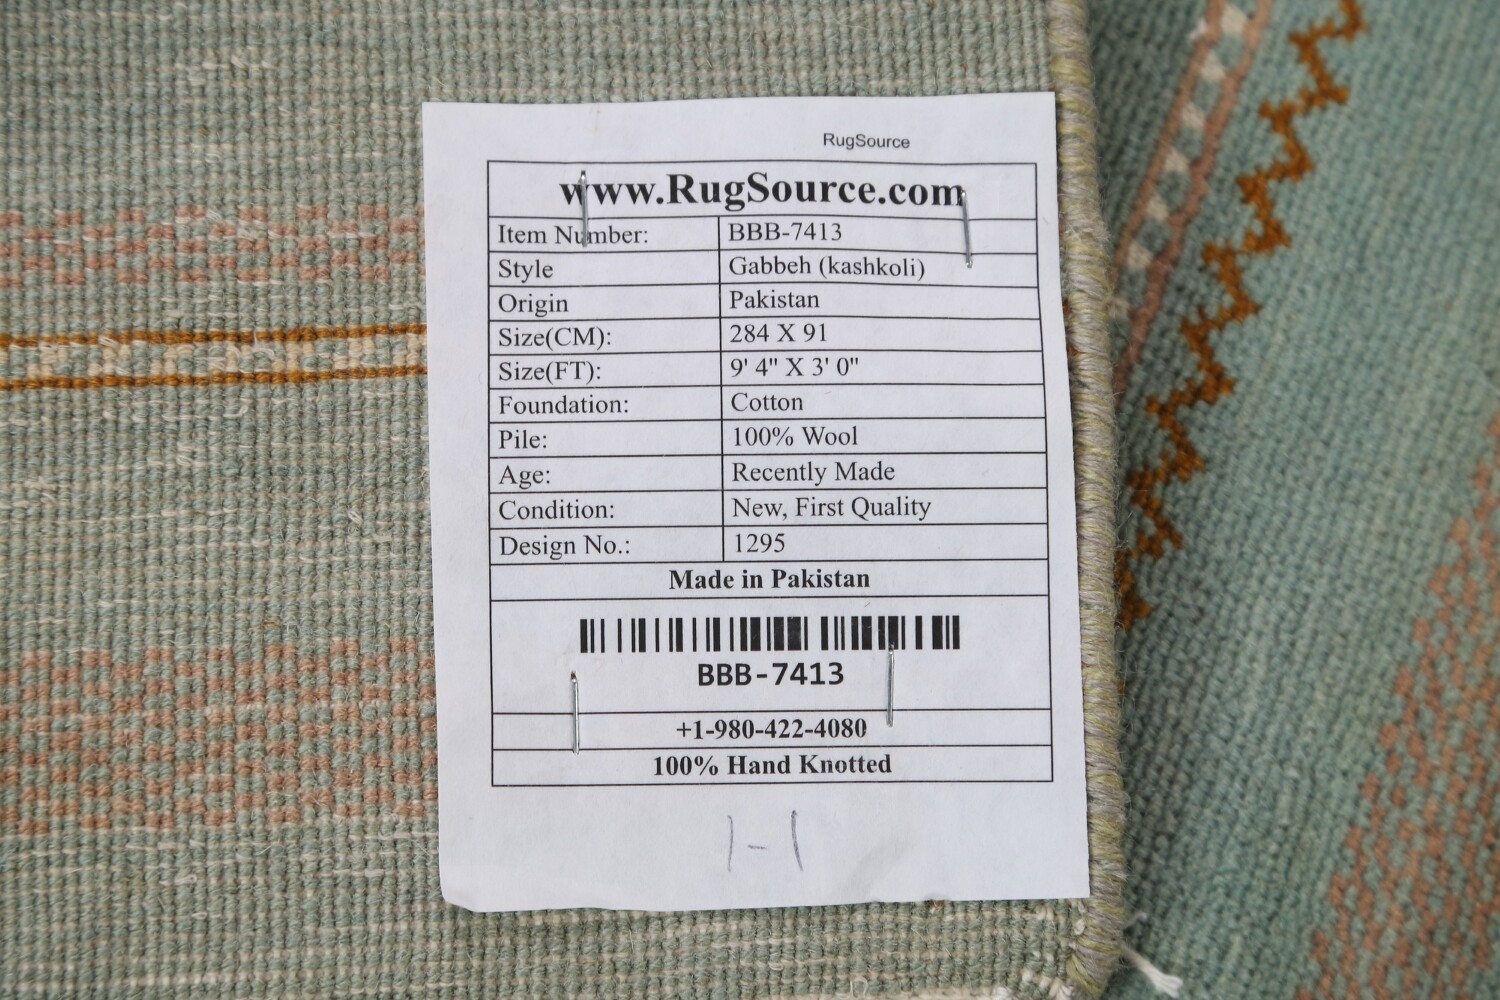 RugSource
www.RugSource.com
Item Number: BBB-7413
Style Gabbeh (kashkoli)
Origin Pakistan
Size(CM): 284 X 91
Size(FT): 9' 4" X 3' 0"
Foundation: Cotton
Pile: 100% Wool
Age: Recently Made
Condition: New, First Quality
Design No.: 1295
Made in Pakistan
BBB-7413
+1-980-422-4080
100% Hand Knotted
1-1